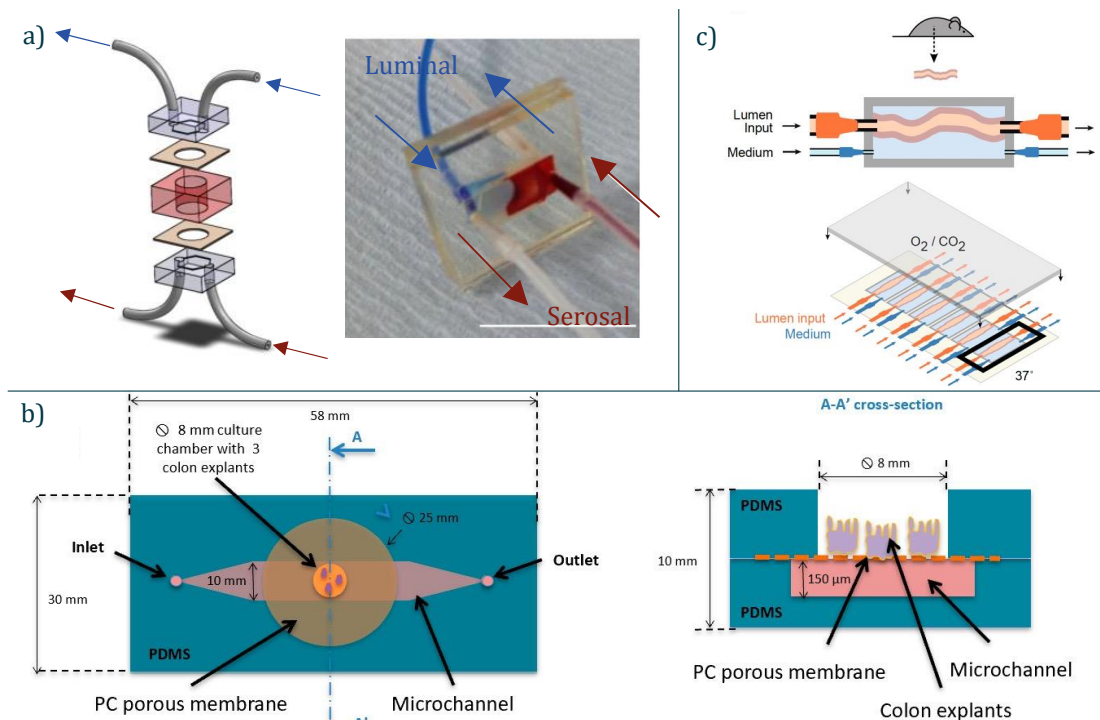 a)
Luminal
Serosal
c)
Lumen
Input
Medium
O2 / CO2
Lumen input
Medium
37°
b)
58 mm
⌀ 8 mm culture
chamber with 3
colon explants
A
⌀ 25 mm
Inlet
10 mm
Outlet
30 mm
PDMS
PC porous membrane
Microchannel
A-A’ cross-section
⌀ 8 mm
PDMS
10 mm
150 µm
PDMS
PC porous membrane
Microchannel
Colon explants